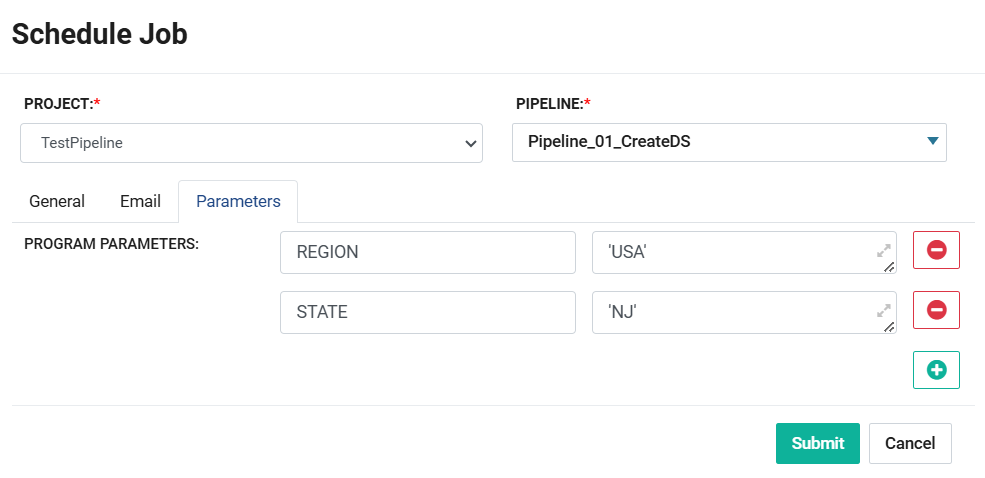 Schedule Job
PROJECT:* PIPELINE:*
TestPipeline Pipeline_01_CreateDS
General Email Parameters
PROGRAM PARAMETERS: REGION 'USA'
STATE 'NJ'
Submit Cancel